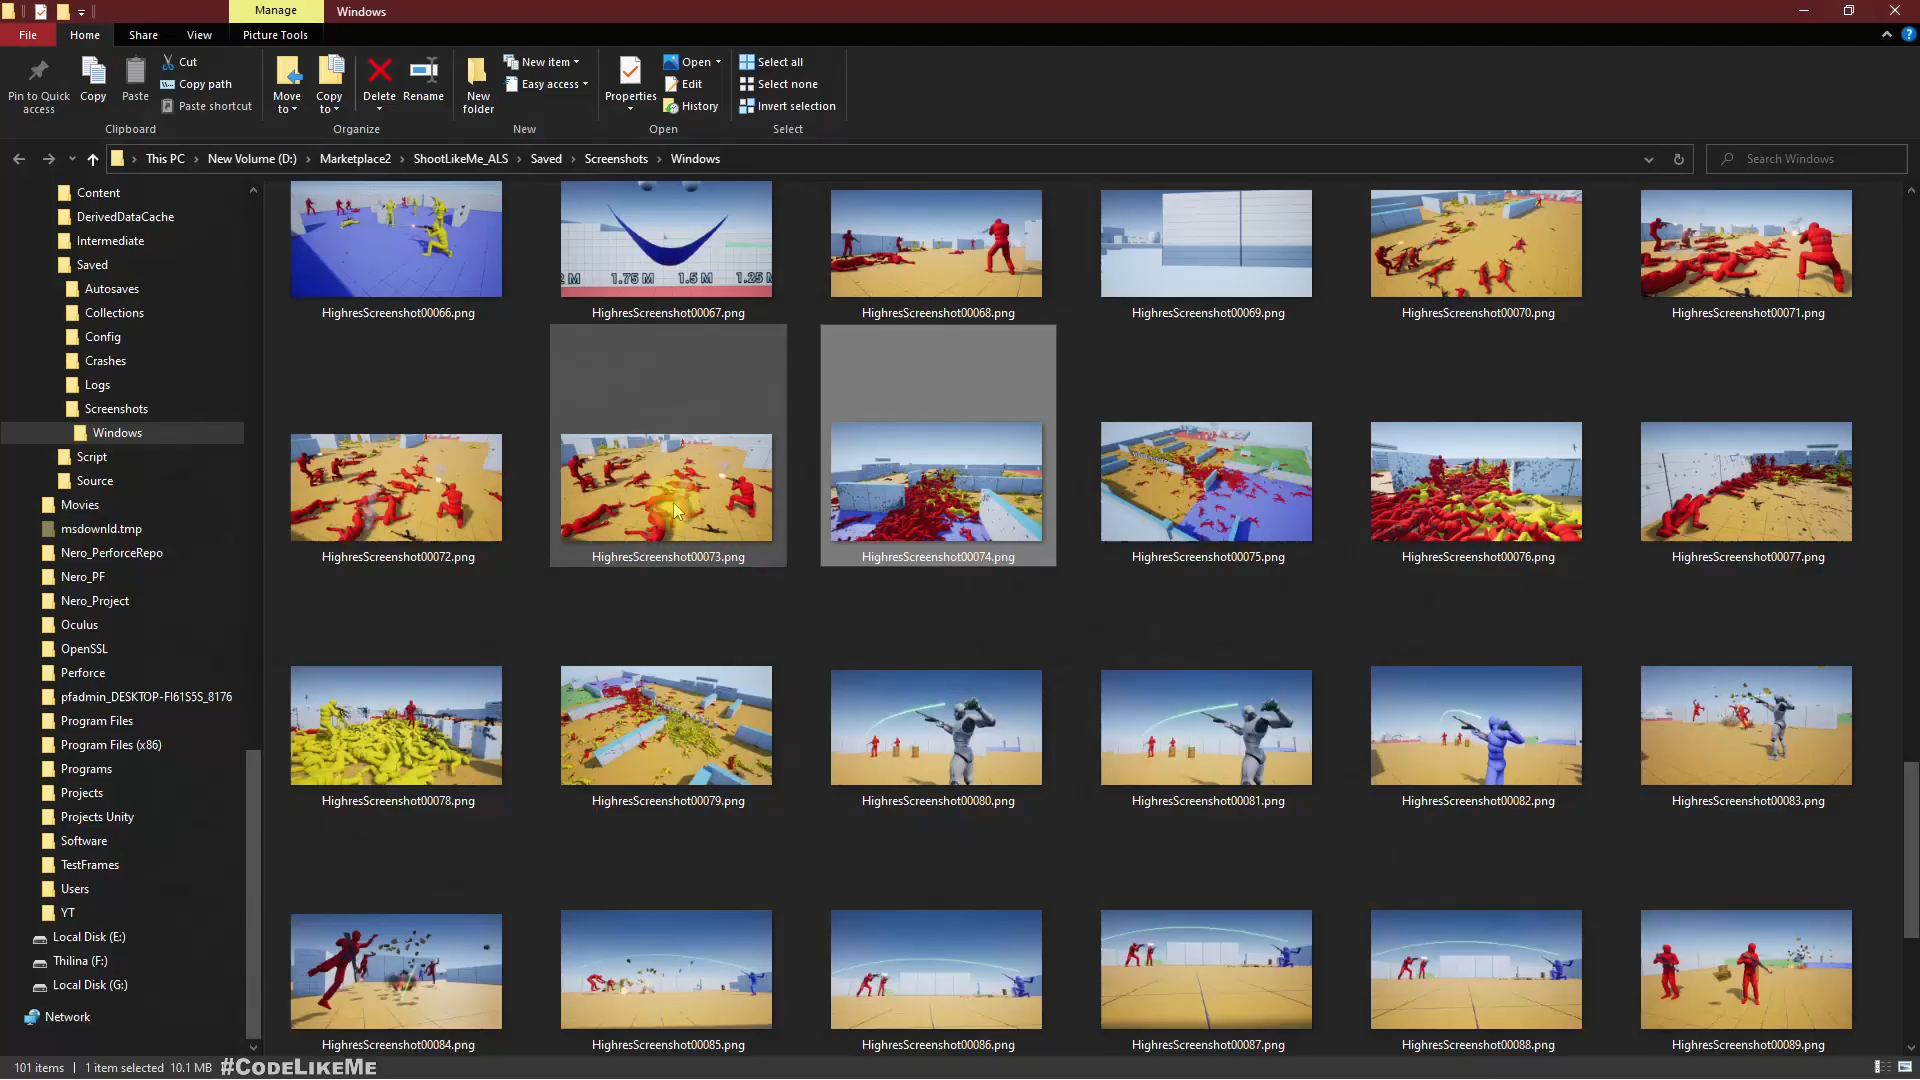 Manage
Windows
File
Home
Share
View
Picture Tools
Pin to Quick access
Copy
Paste
Cut
Copy path
Paste shortcut
Clipboard
Move to
Copy to
Delete
Rename
Organize
New folder
New item
Easy access
New
Properties
Open
Edit
History
Open
Select all
Select none
Invert selection
Select
This PC
New Volume (D:)
Marketplace2
ShootLikeMe_ALS
Saved
Screenshots
Windows
Search Windows
Content
DerivedDataCache
Intermediate
Saved
Autosaves
Collections
Config
Crashes
Logs
Screenshots
Windows
Script
Source
Movies
msdownld.tmp
Nero_PerforceRepo
Nero_PF
Nero_Project
Oculus
OpenSSL
Perforce
pfadmin_DESKTOP-FI61S5S_8176
Program Files
Program Files (x86)
Programs
Projects
Projects Unity
Software
TestFrames
Users
YT
Local Disk (E:)
Thilina (F:)
Local Disk (G:)
Network
2 M 1.75 M 1.5 M 1.25
HighresScreenshot00066.png
HighresScreenshot00067.png
HighresScreenshot00068.png
HighresScreenshot00069.png
HighresScreenshot00070.png
HighresScreenshot00071.png
HighresScreenshot00072.png
HighresScreenshot00073.png
HighresScreenshot00074.png
HighresScreenshot00075.png
HighresScreenshot00076.png
HighresScreenshot00077.png
HighresScreenshot00078.png
HighresScreenshot00079.png
HighresScreenshot00080.png
HighresScreenshot00081.png
HighresScreenshot00082.png
HighresScreenshot00083.png
HighresScreenshot00084.png
HighresScreenshot00085.png
HighresScreenshot00086.png
HighresScreenshot00087.png
HighresScreenshot00088.png
HighresScreenshot00089.png
101 items
1 item selected 10.1 MB
#CodeLikeMe